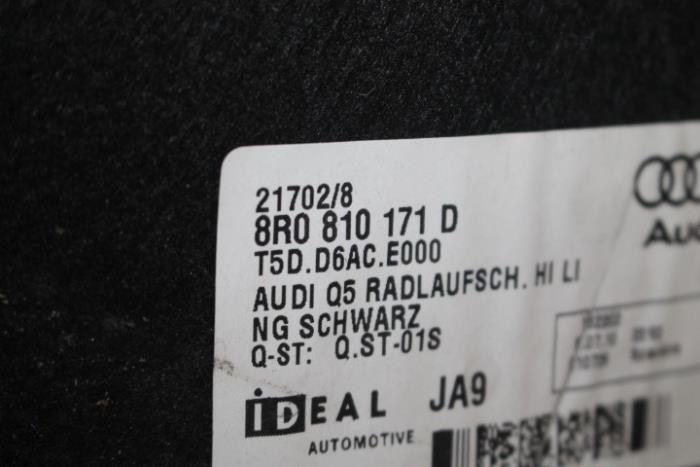 21702/8
8R0 810 171 D
T5D.D6AC.E000
AUDI Q5 RADLAUFSCH. HI LI
NG SCHWARZ
Q-ST: Q.ST-01S
IDEAL JA9
AUTOMOTIVE